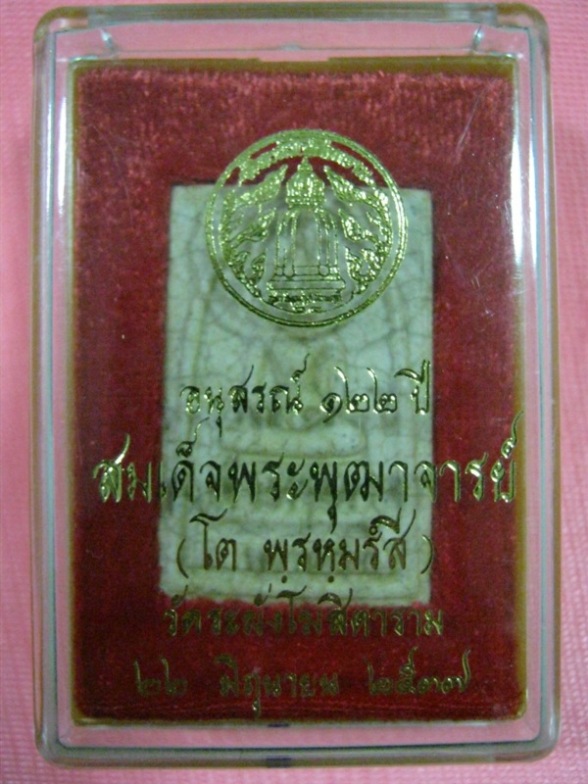 อนุสรณ์ ๑๒๒ ปี
สมเด็จพระพุฒาจารย์
(โต พฺรหฺมรํสี)
วัดระฆังโฆสิตาราม
๒๒ มิถุนายน ๒๕๓๗